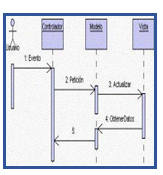 Controlador
Modelo
Vista
Usuario
1: Evento
2: Petición
3: Actualizar
4: ObtenerDatos
5: